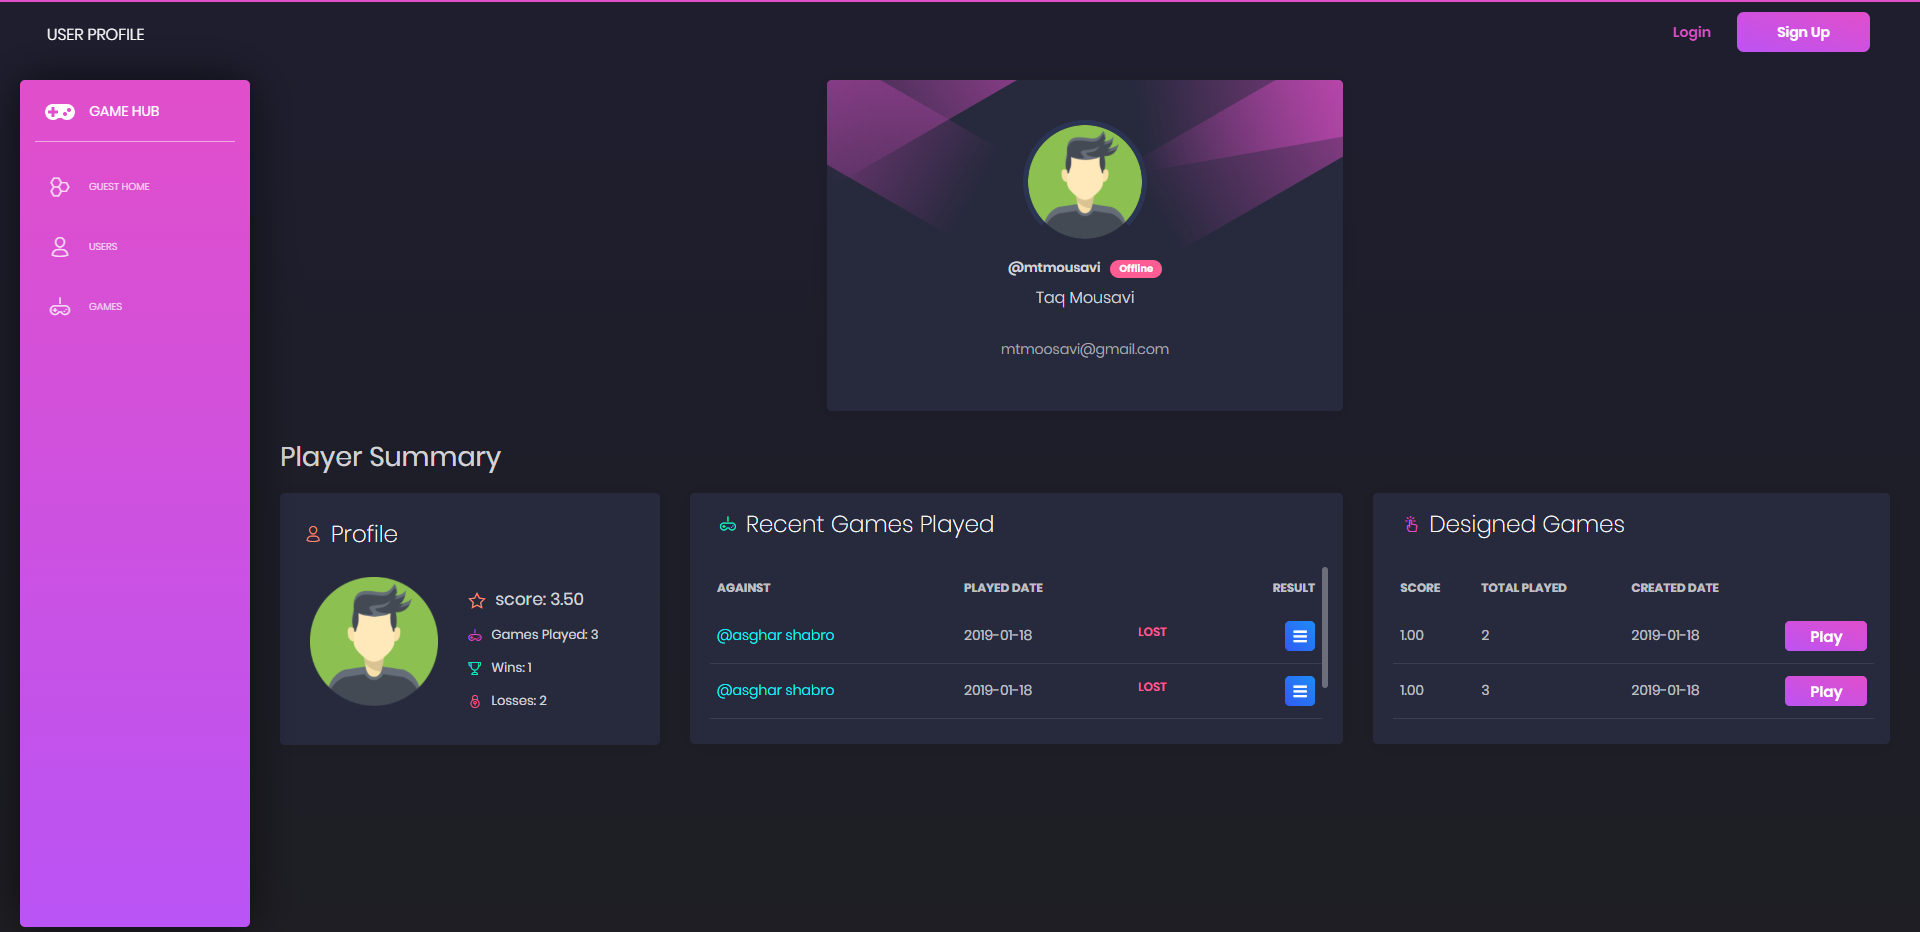 USER PROFILE
Login
Sign Up
GAME HUB
GUEST HOME
USERS
GAMES
@mtmousavi Offline
Taq Mousavi
mtmoosavi@gmail.com
Player Summary
Profile
score: 3.50
Games Played: 3
Wins: 1
Losses: 2
Recent Games Played
AGAINST PLAYED DATE RESULT
@asghar shabro 2019-01-18 LOST
@asghar shabro 2019-01-18 LOST
Designed Games
SCORE TOTAL PLAYED CREATED DATE
1.00 2 2019-01-18 Play
1.00 3 2019-01-18 Play